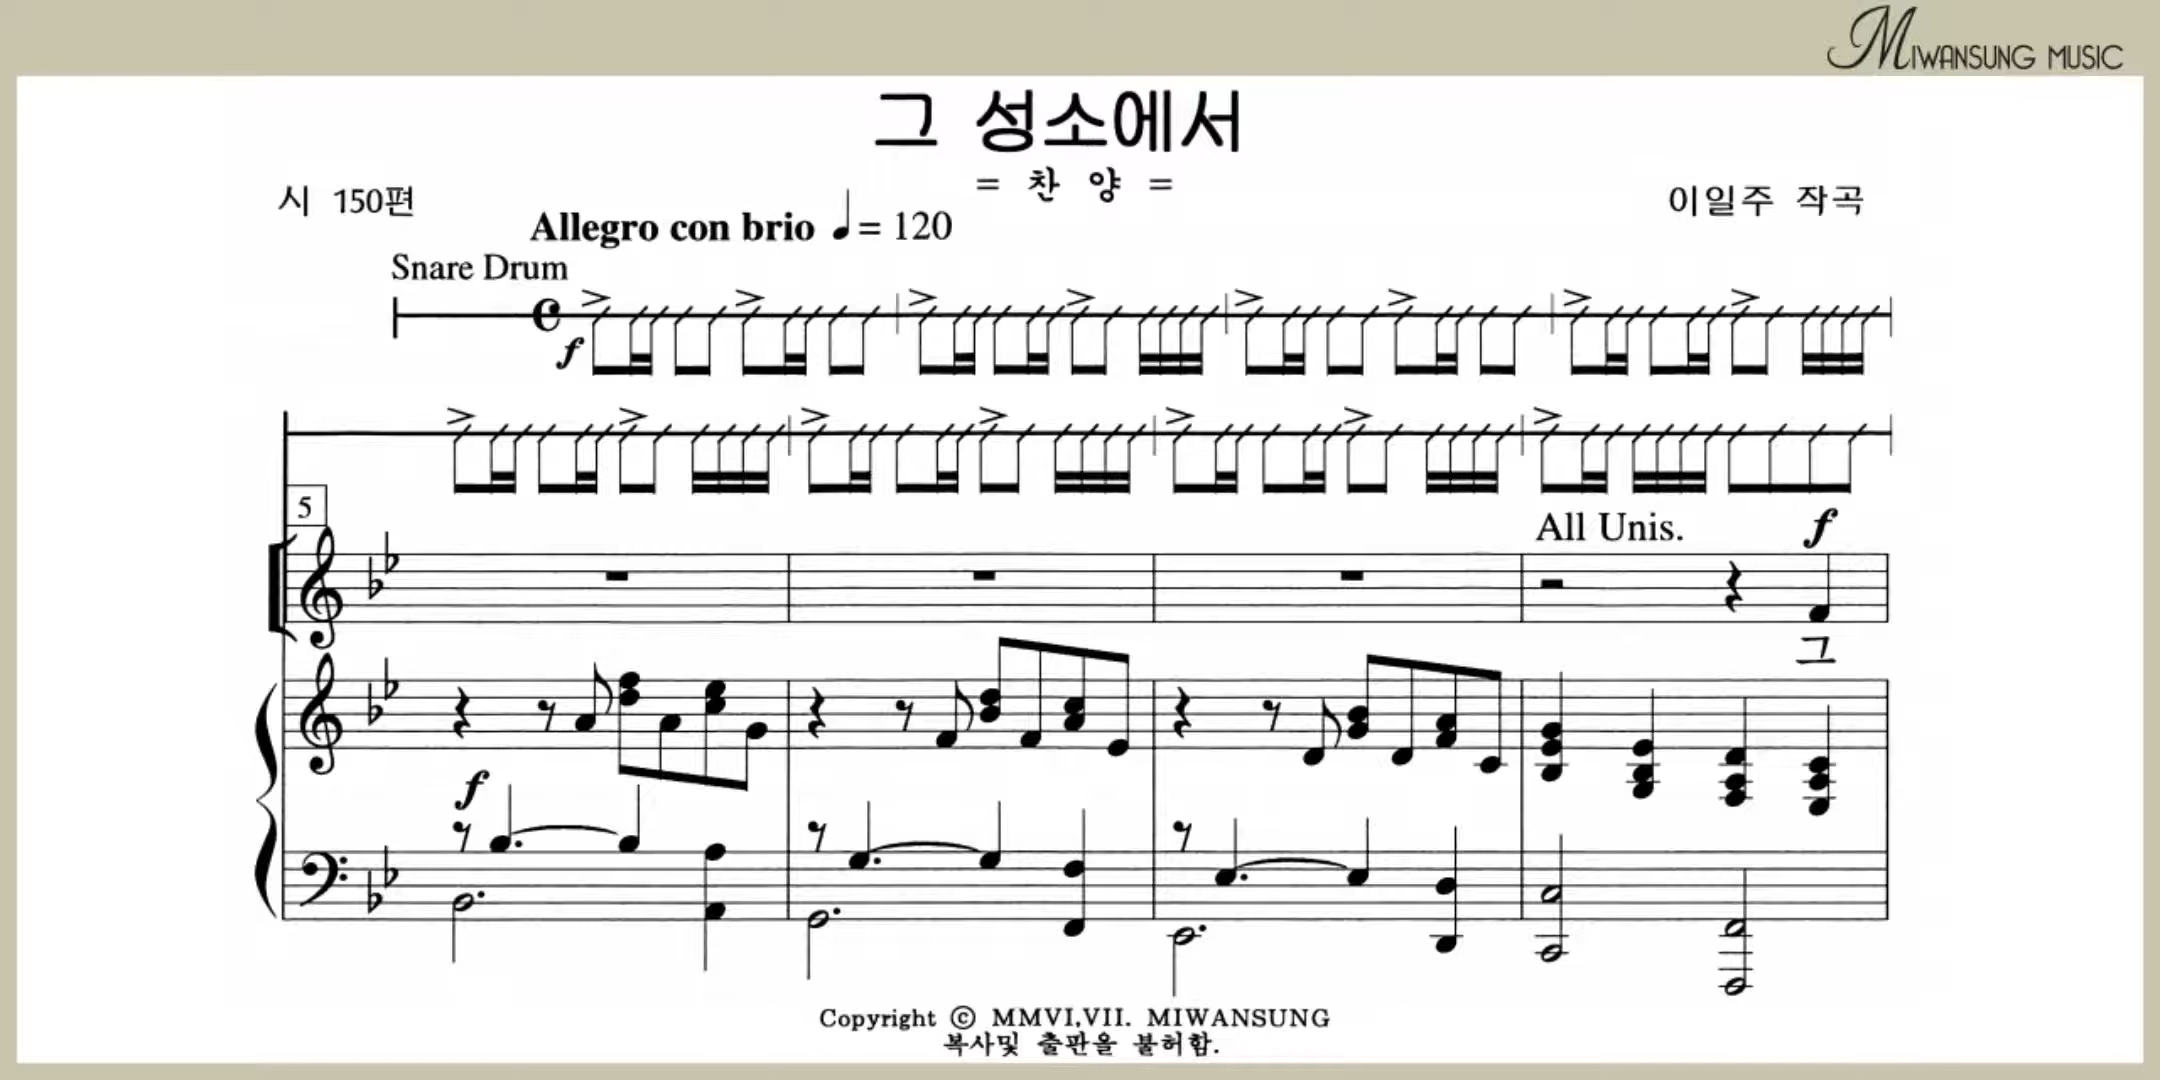 MIWANSUNG MUSIC
그 성소에서
= 찬 양 =
시 150편
이일주 작곡
Allegro con brio ♩= 120
Snare Drum
f
5
All Unis. f
그
f
Copyright ⓒ MMVI,VII. MIWANSUNG
복사및 출판을 불허함.